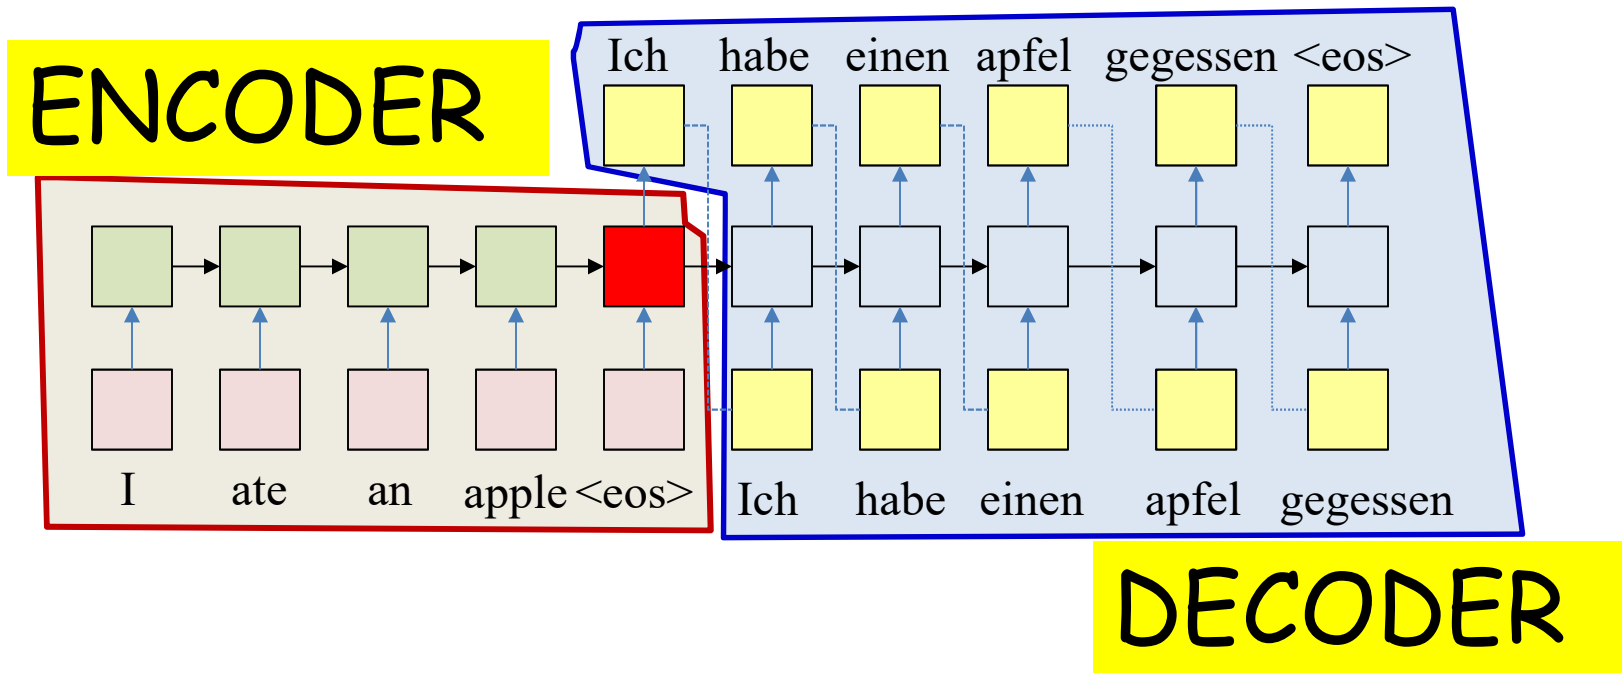 ENCODER
Ich habe einen apfel gegessen <eos>
I ate an apple <eos>
Ich habe einen apfel gegessen
DECODER